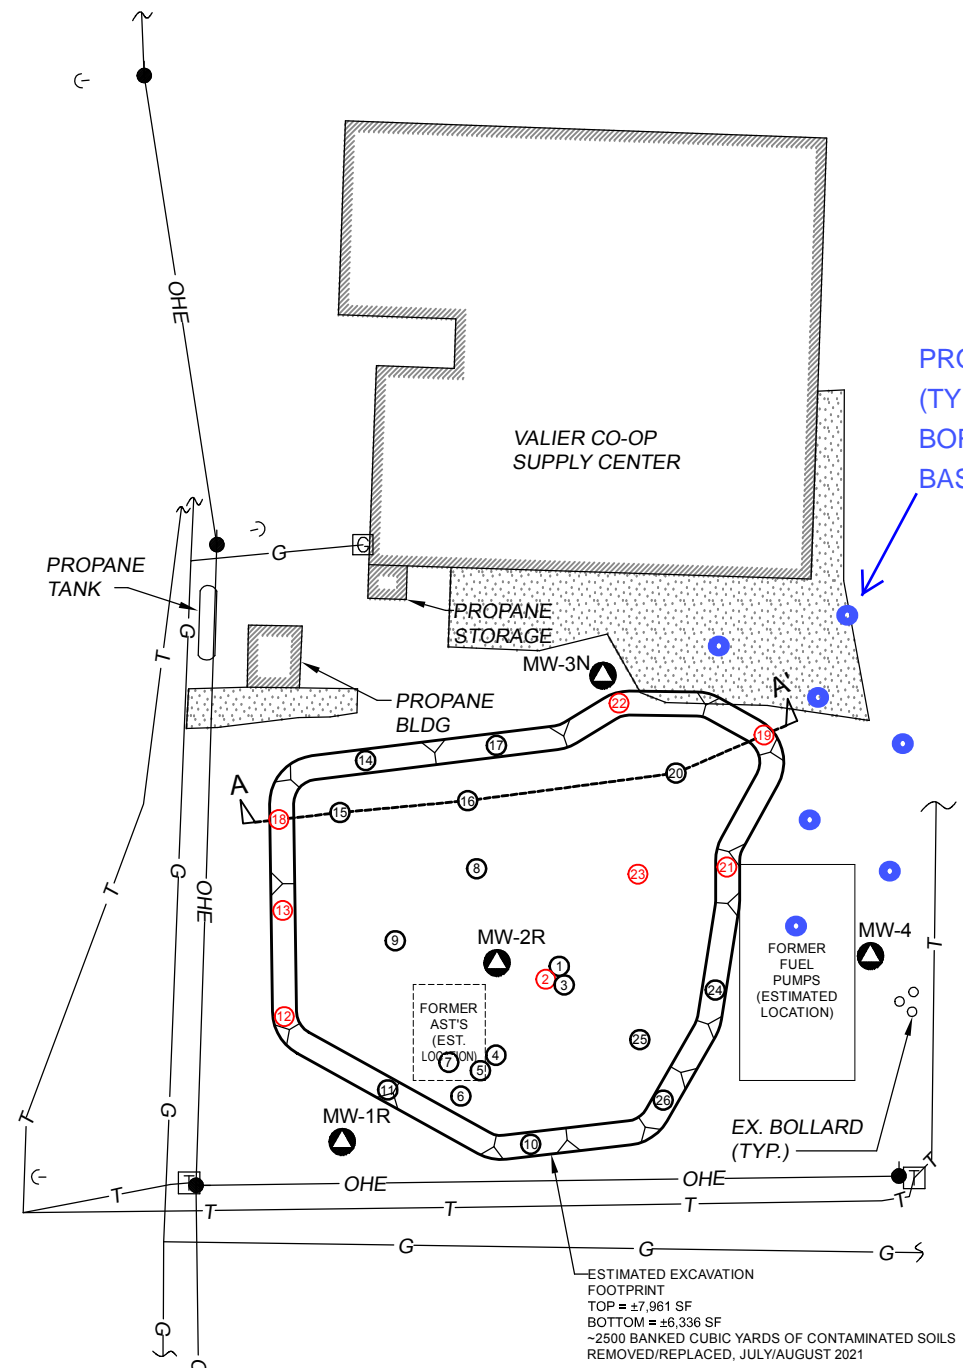 OHE
PRO
(TY
BOR
BAS
VALIER CO-OP
SUPPLY CENTER
G
G
PROPANE
TANK
PROPANE
STORAGE
G
T
MW-3N
A'
PROPANE
BLDG
22
17
19
14
20
A
16
15
18
G
T
OHE
8
23
21
13
9
MW-2R
MW-4
T
1
2
3
FORMER
FUEL
PUMPS
(ESTIMATED
LOCATION)
24
FORMER
AST'S
(EST.
LOCATION)
12
25
4
7
5
11
6
26
G
T
MW-1R
10
EX. BOLLARD
(TYP.)
T
T
T
T
OHE
OHE
T
T
T
T
T
G
G
G
ESTIMATED EXCAVATION
FOOTPRINT
TOP = ±7,961 SF
BOTTOM = ±6,336 SF
~2500 BANKED CUBIC YARDS OF CONTAMINATED SOILS
REMOVED/REPLACED, JULY/AUGUST 2021
G